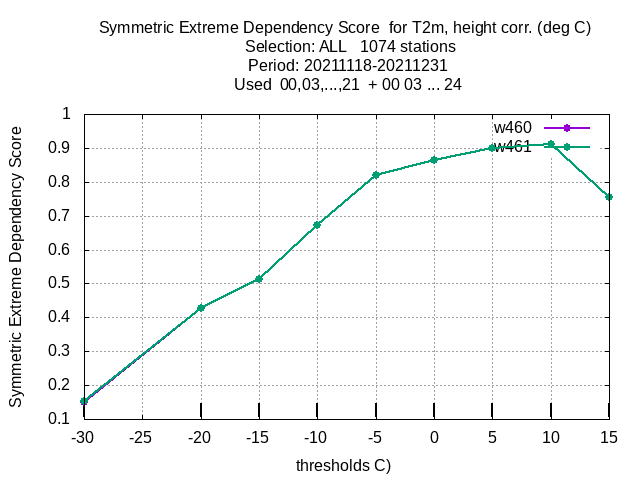 Symmetric Extreme Dependency Score  for T2m, height corr. (deg C)
Selection: ALL   1074 stations
Period: 20211118-20211231
Used  00,03,...,21  + 00 03 ... 24
Symmetric Extreme Dependency Score
1
0.9
0.8
0.7
0.6
0.5
0.4
0.3
0.2
0.1
w460
w461
-30
-25
-20
-15
-10
-5
0
5
10
15
thresholds C)